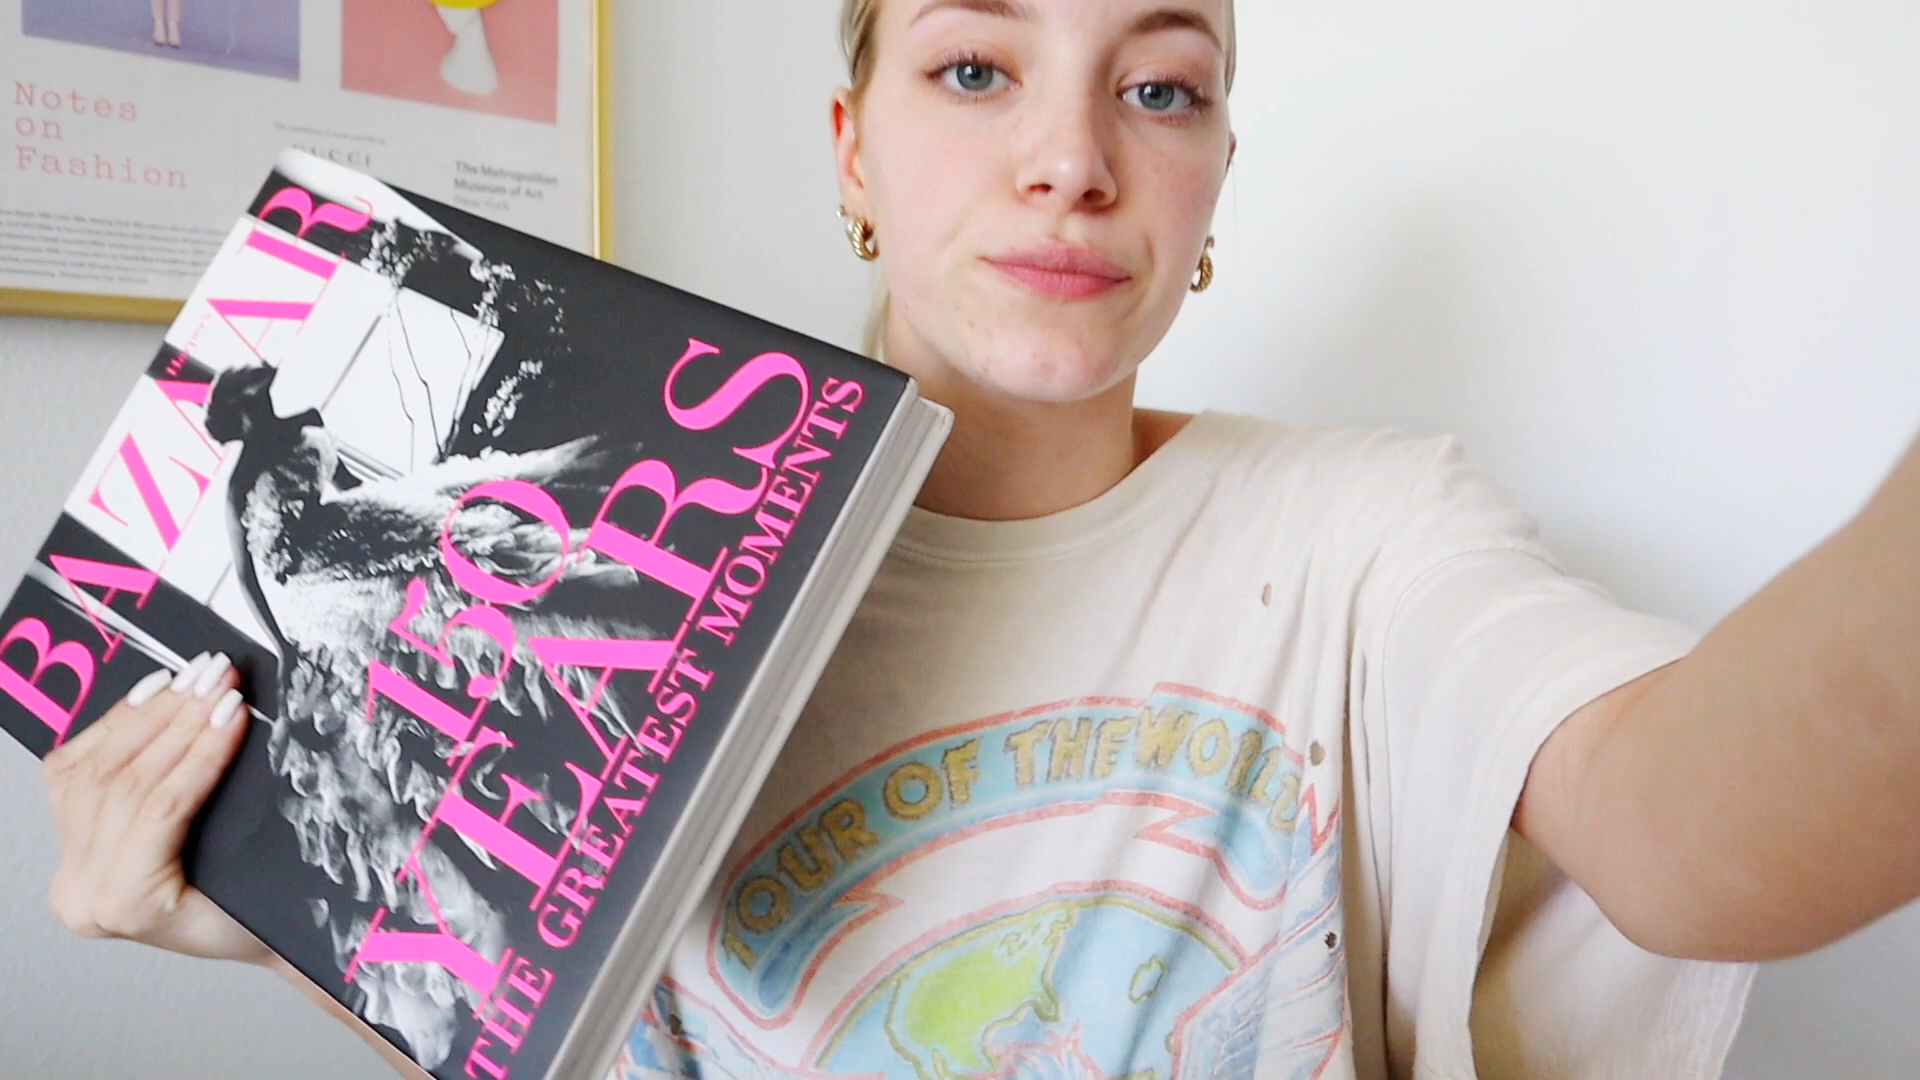 Notes
on
Fashion
GUCCI
The Metropolitan
Museum of Art
New York
Harper's
BAZAAR
150
YEARS
THE GREATEST MOMENTS
TOUR OF THE WORLD